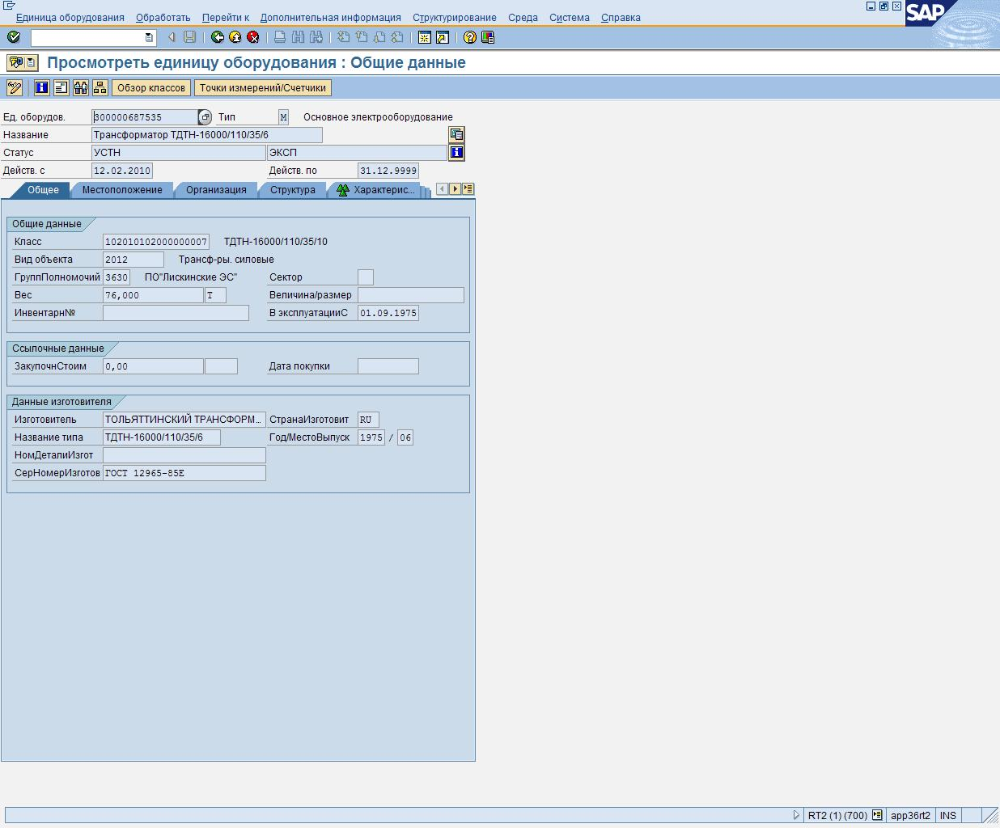 Единица оборудования Обработать Перейти к Дополнительная информация Структурирование Среда Система Справка
SAP
Просмотреть единицу оборудования : Общие данные
Обзор классов Точки измерений/Счетчики
Ед. оборудов. 300000687535 Тип M Основное электрооборудование
Название Трансформатор ТДТН-16000/110/35/6
Статус УСТН ЭКСП
Действ. с 12.02.2010 Действ. по 31.12.9999
Общее Местоположение Организация Структура Характерис...
Общие данные
Класс 102010102000000007 ТДТН-16000/110/35/10
Вид объекта 2012 Трансф-ры. силовые
ГруппПолномочий 3630 ПО"Лискинские ЭС" Сектор
Вес 76,000 Т Величина/размер
Инвентарн№ В эксплуатацииС 01.09.1975
Ссылочные данные
ЗакупочнСтоим 0,00 Дата покупки
Данные изготовителя
Изготовитель ТОЛЬЯТТИНСКИЙ ТРАНСФОРМ... СтранаИзготовит RU
Название типа ТДТН-16000/110/35/6 Год/МестоВыпуск 1975 / 06
НомДеталиИзгот
СерНомерИзготов ГОСТ 12965-85Е
RT2 (1) (700) app36rt2 INS